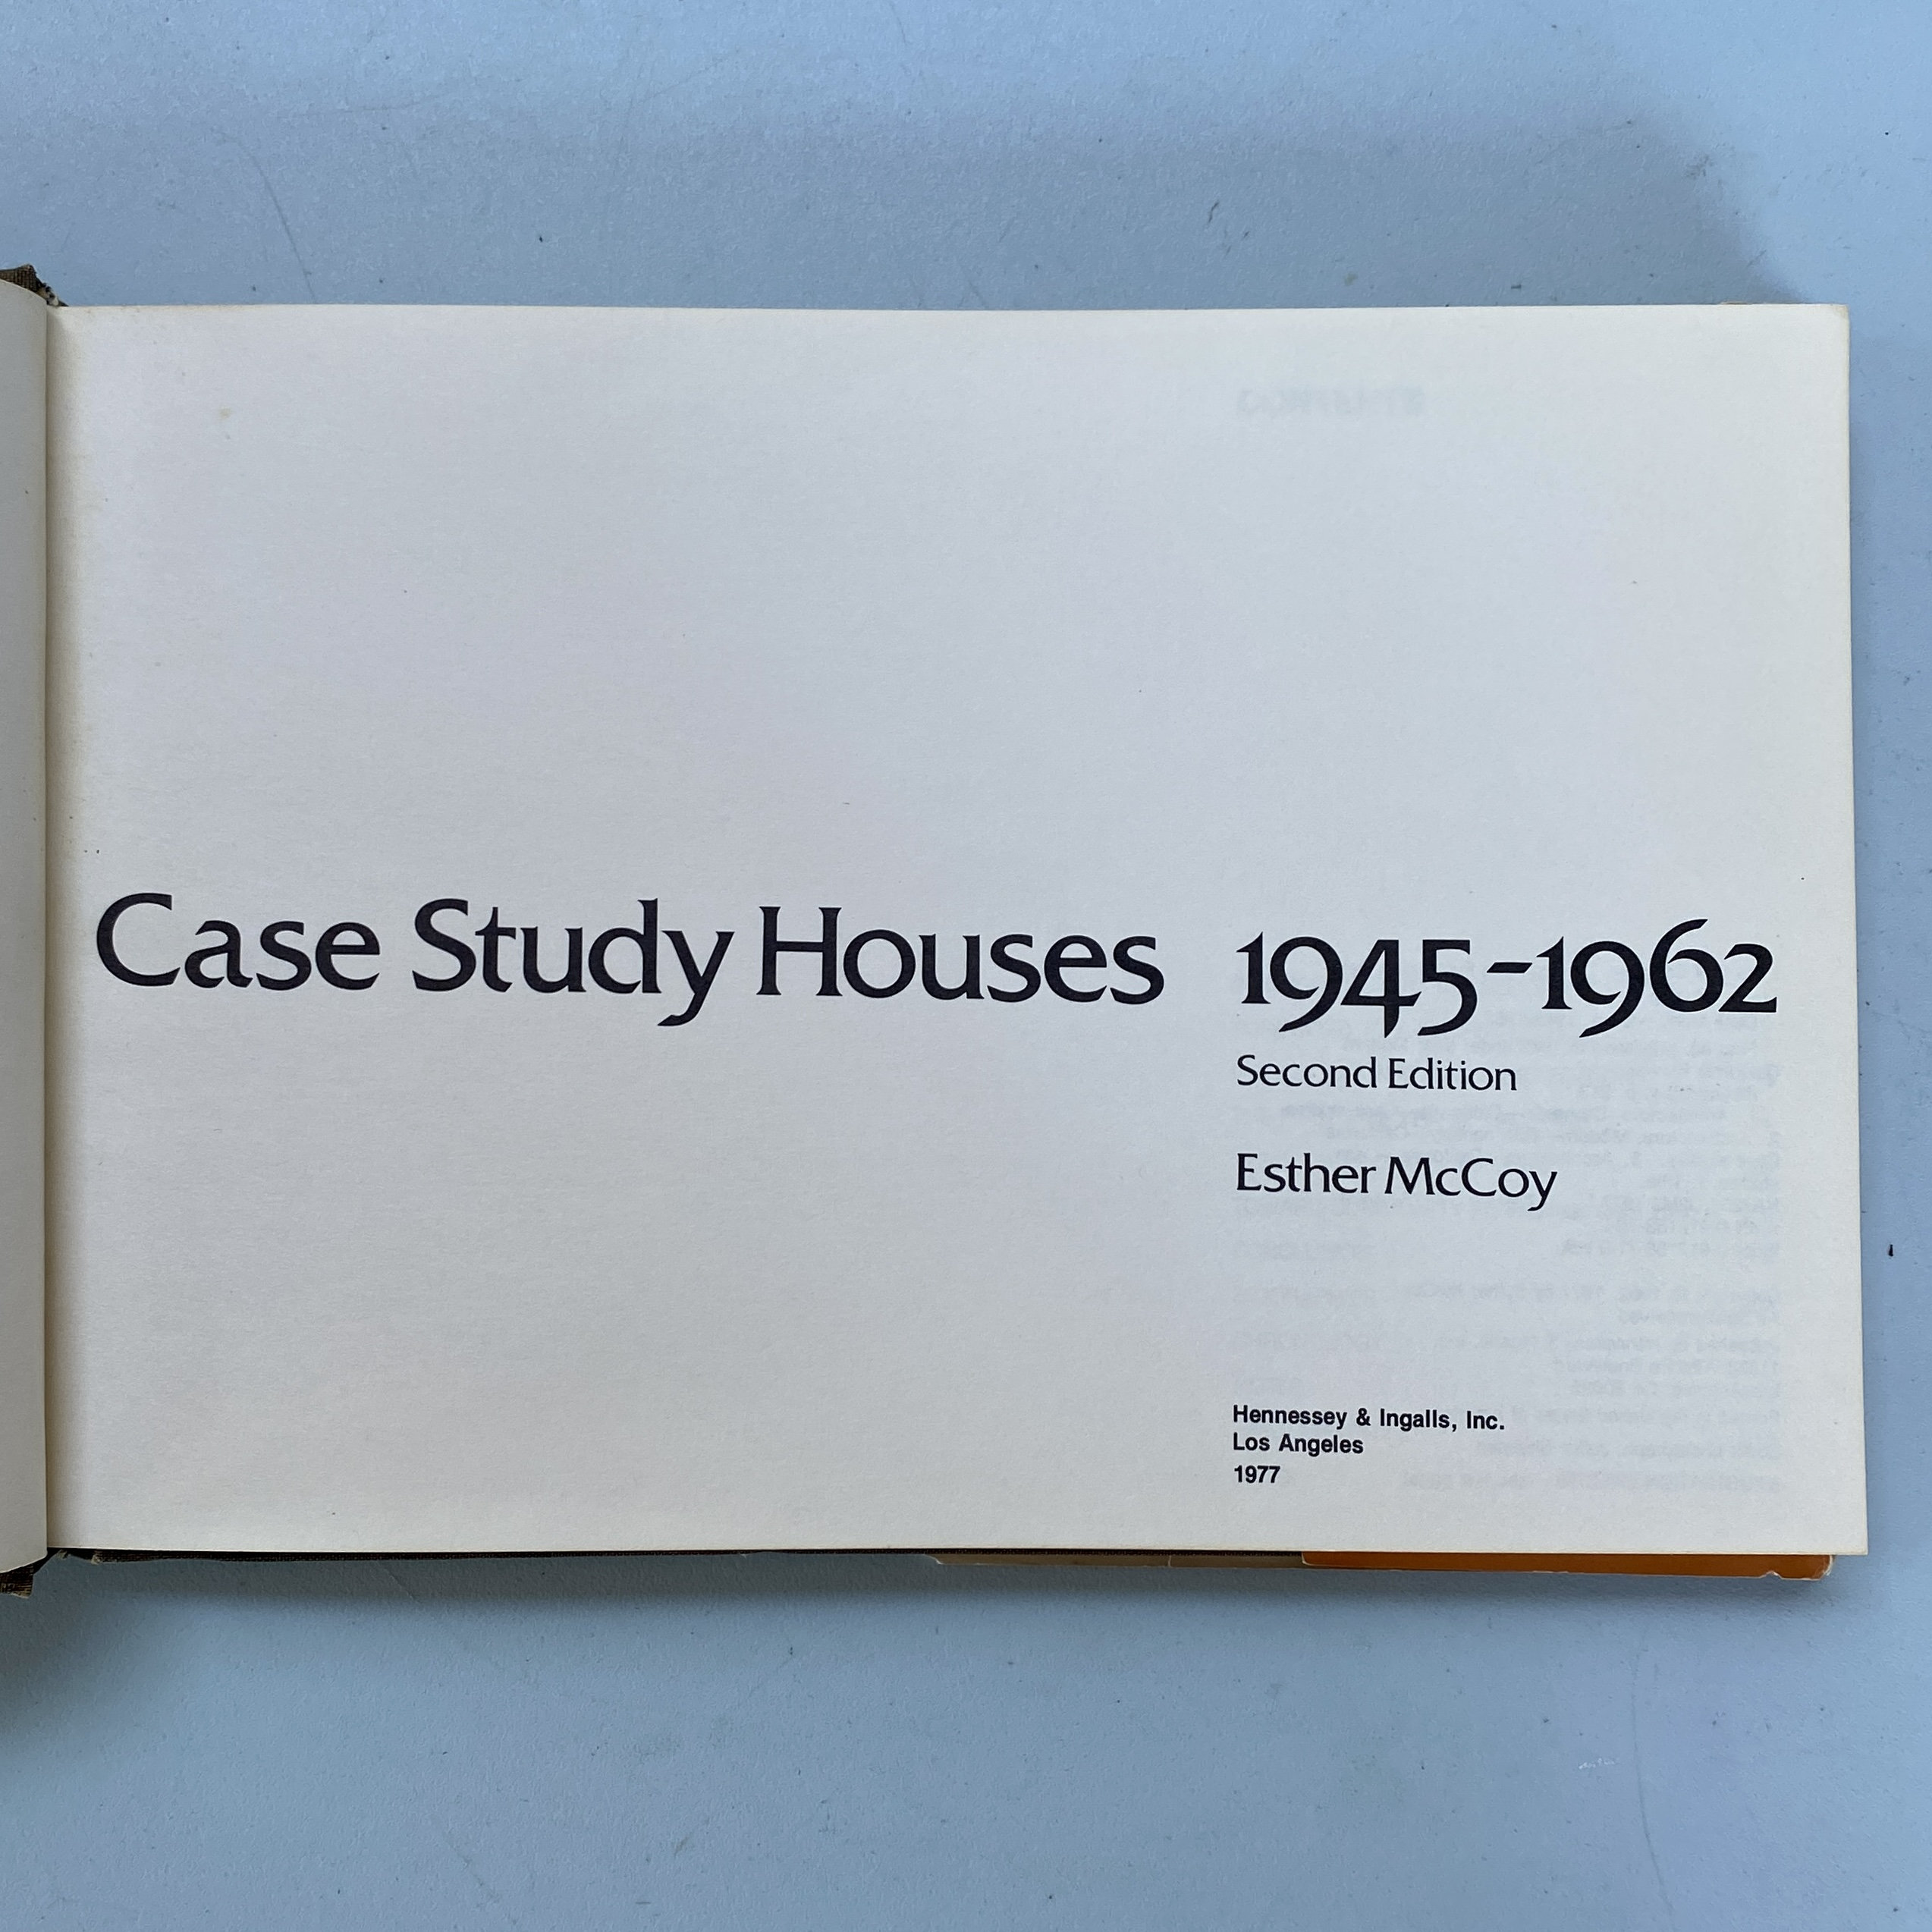 Case Study Houses 1945-1962
Second Edition
Esther McCoy
Hennessey & Ingalls, Inc.
Los Angeles
1977